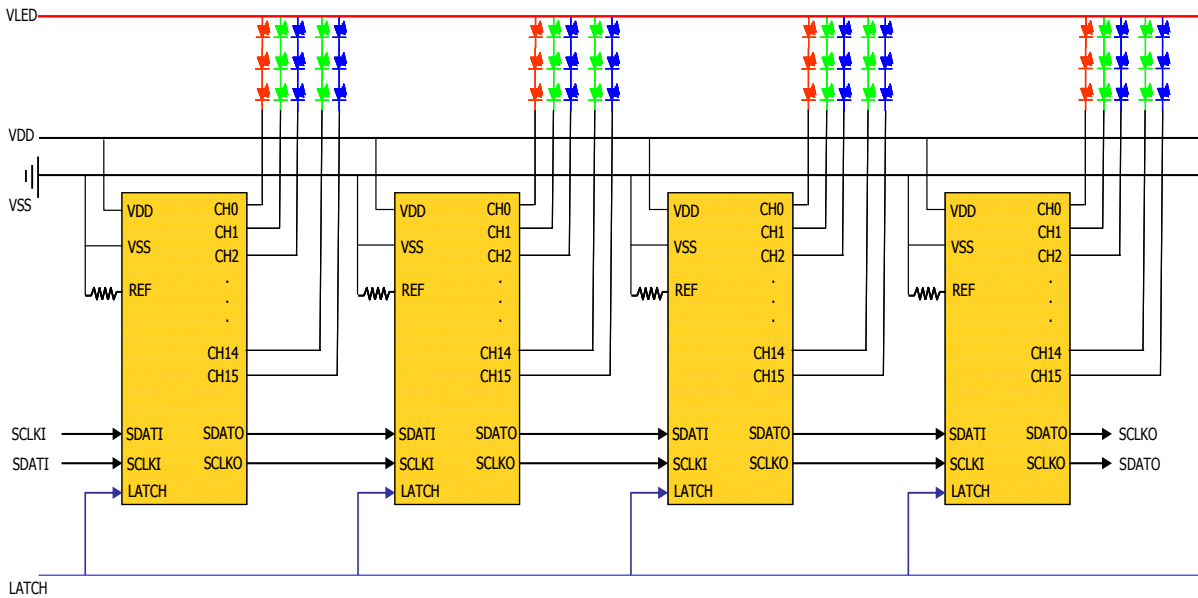 VLED
VDD
VSS
VDD
VSS
REF
CH0
CH1
CH2
.
.
.
CH14
CH15
SCLKI
SDATI
SDATI
SCLKI
LATCH
SDATO
SCLKO
VDD
VSS
REF
CH0
CH1
CH2
.
.
.
CH14
CH15
SDATI
SCLKI
LATCH
SDATO
SCLKO
VDD
VSS
REF
CH0
CH1
CH2
.
.
.
CH14
CH15
SDATI
SCLKI
LATCH
SDATO
SCLKO
VDD
VSS
REF
CH0
CH1
CH2
.
.
.
CH14
CH15
SDATI
SCLKI
LATCH
SDATO
SCLKO
SCLKO
SDATO
LATCH